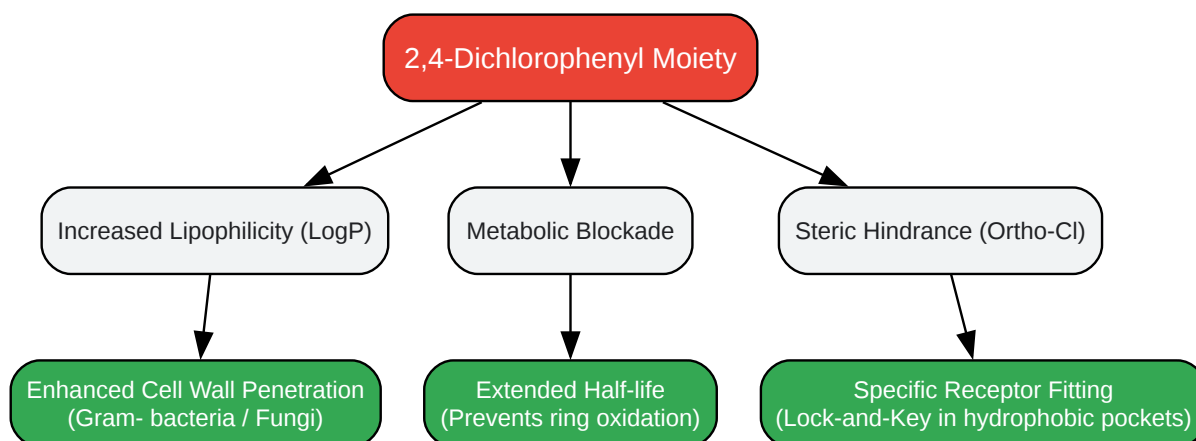 2,4-Dichlorophenyl Moiety
Increased Lipophilicity (LogP)
Metabolic Blockade
Steric Hindrance (Ortho-Cl)
Enhanced Cell Wall Penetration
(Gram- bacteria / Fungi)
Extended Half-life
(Prevents ring oxidation)
Specific Receptor Fitting
(Lock-and-Key in hydrophobic pockets)